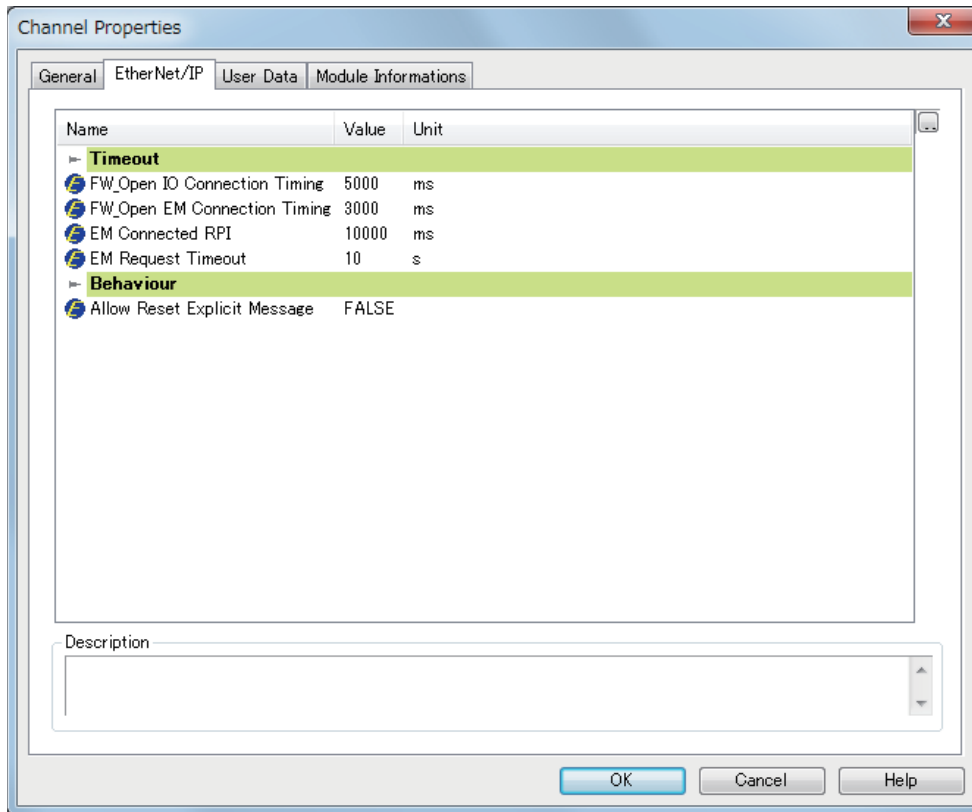 Channel Properties
General EtherNet/IP User Data Module Informations
Name Value Unit
Timeout
FW_Open IO Connection Timing 5000 ms
FW_Open EM Connection Timing 3000 ms
EM Connected RPI 10000 ms
EM Request Timeout 10 s
Behaviour
Allow Reset Explicit Message FALSE
Description
OK Cancel Help